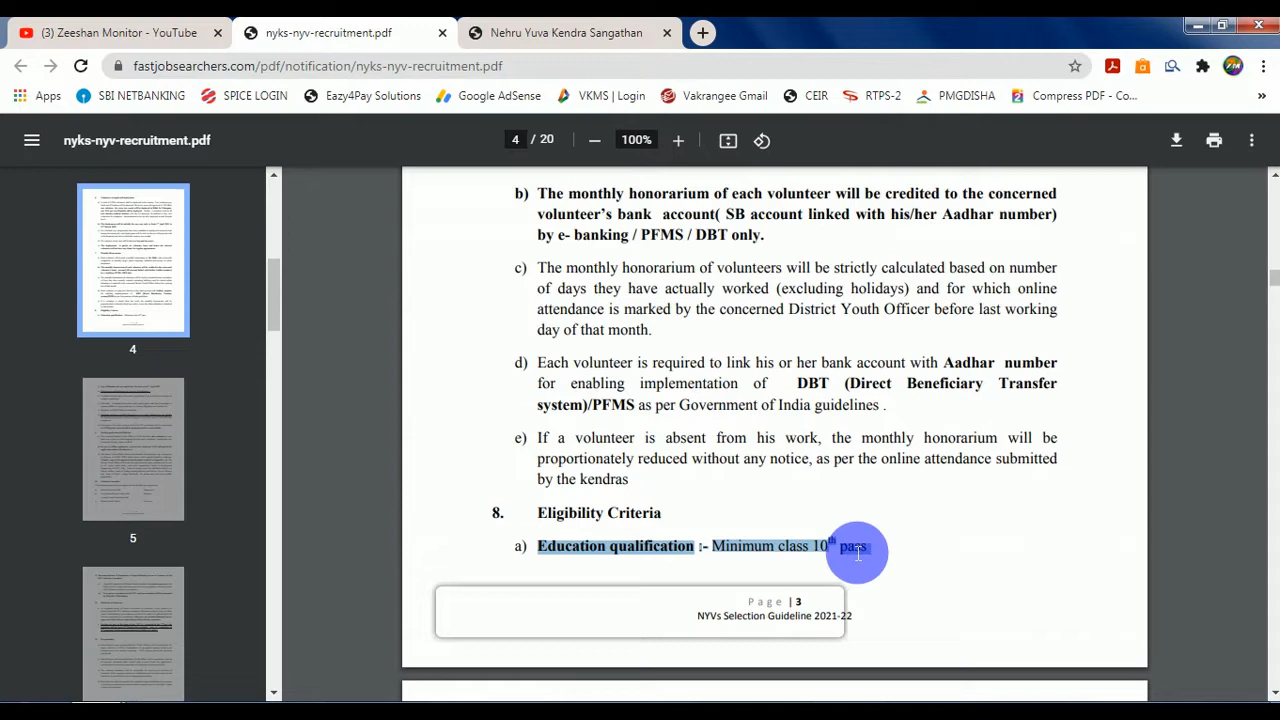 (3) Zeeshan Monitor - YouTube
nyks-nyv-recruitment.pdf
Nehru Yuva Kendra Sangathan
fastjobsearchers.com/pdf/notification/nyks-nyv-recruitment.pdf
Apps
SBI NETBANKING
SPICE LOGIN
Eazy4Pay Solutions
Google AdSense
VKMS | Login
Vakrangee Gmail
CEIR
RTPS-2
PMGDISHA
Compress PDF - Co...
nyks-nyv-recruitment.pdf
4 / 20
100%
b) The monthly honorarium of each volunteer will be credited to the concerned
volunteer's bank account( SB account linked with his/her Aadhar number)
by e- banking / PFMS / DBT only.
c) The monthly honorarium of volunteers will be strictly calculated based on number
of days they have actually worked (excluding holidays) and for which online
attendance is marked by the concerned District Youth Officer before last working
day of that month.
d) Each volunteer is required to link his or her bank account with Aadhar number
for enabling implementation of DBT (Direct Beneficiary Transfer
System)/PFMS as per Government of India guidelines .
e) volunteer is absent from his work, the monthly honorarium will be
proportionately reduced without any notice as per the online attendance submitted
by the kendras
8. Eligibility Criteria
a) Education qualification :- Minimum class 10th pass
Page | 3
NYVs Selection Guideline 2021-22
4
5